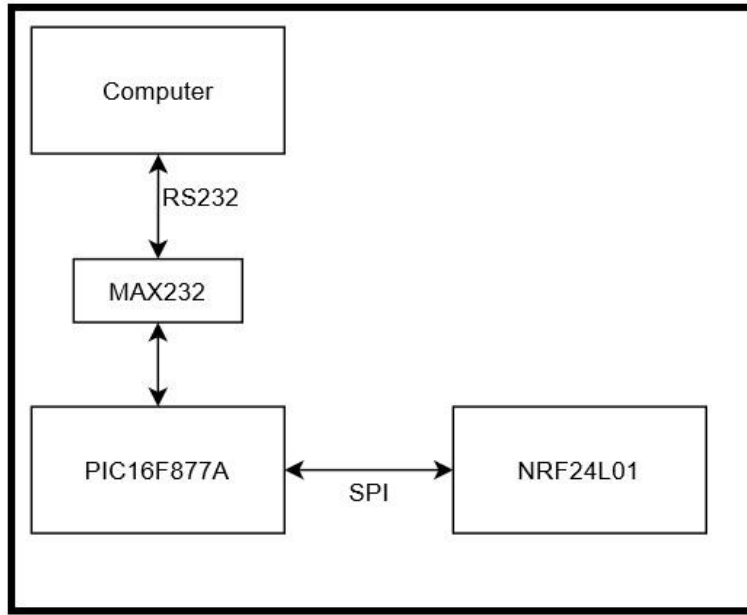 Computer
RS232
MAX232
PIC16F877A
SPI
NRF24L01